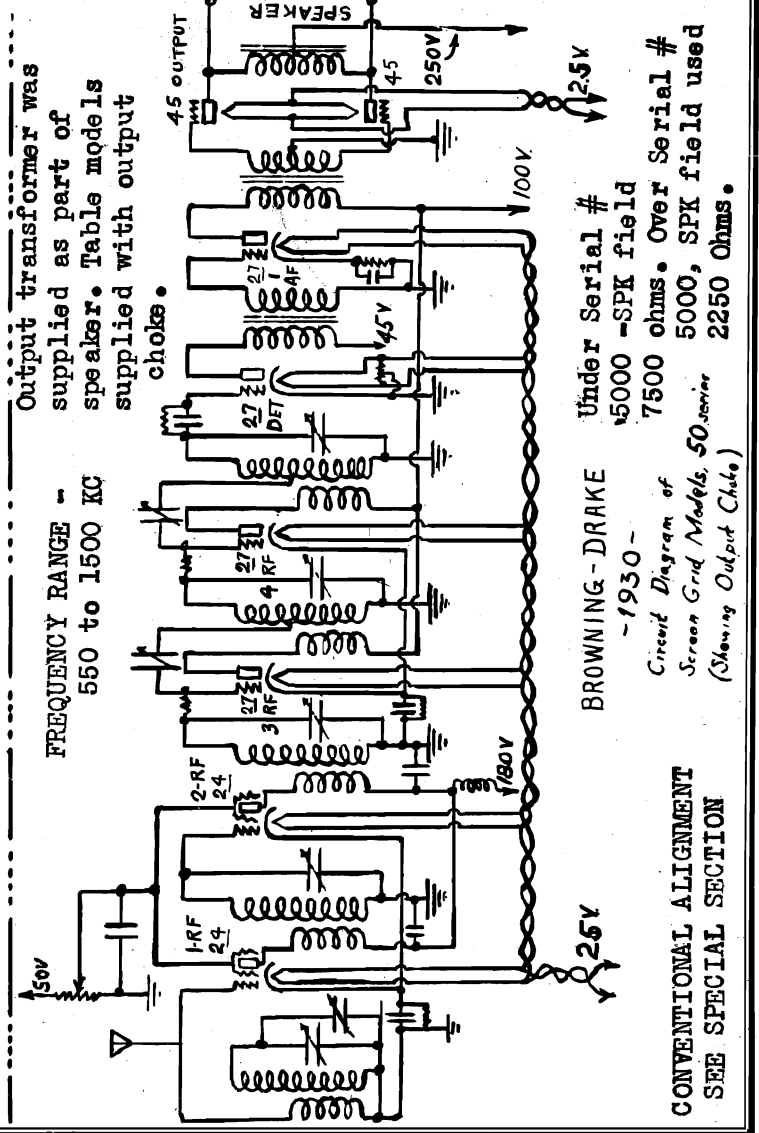 Output transformer was
supplied as part of
speaker. Table models
supplied with output
choke.
FREQUENCY RANGE -
550 to 1500 KC
SPEAKER
45 OUTPUT
45
250V
2.5V.
100V.
27
1
AF
45V
27
DET
27
RF
4
27
RF
3
2-RF
24
180V
1-RF
24
50V
2.5V.
BROWNING-DRAKE
-1930-
Circuit Diagram of
Screen Grid Models, 50 series
(Showing Output Choke)
Under Serial #
5000 -SPK field
7500 ohms. Over Serial #
5000, SPK field used
2250 Ohms.
CONVENTIONAL ALIGNMENT
SEE SPECIAL SECTION